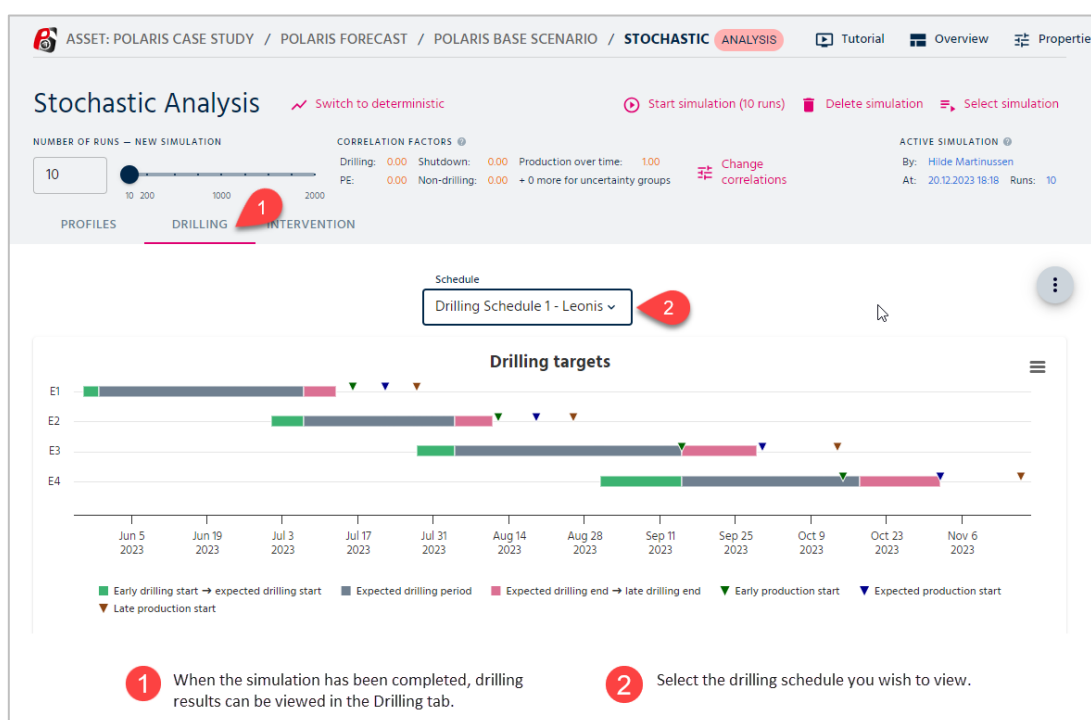 ASSET: POLARIS CASE STUDY / POLARIS FORECAST / POLARIS BASE SCENARIO / STOCHASTIC ANALYSIS Tutorial Overview Propertie
Stochastic Analysis Switch to deterministic Start simulation (10 runs) Delete simulation Select simulation
NUMBER OF RUNS — NEW SIMULATION CORRELATION FACTORS ACTIVE SIMULATION
10
10 200 1000 2000
Drilling: 0.00 Shutdown: 0.00 Production over time: 1.00
PE: 0.00 Non-drilling: 0.00 + 0 more for uncertainty groups
Change
correlations
By: Hilde Martinussen
At: 20.12.2023 18:18 Runs: 10
1
PROFILES DRILLING INTERVENTION
Schedule
Drilling Schedule 1 - Leonis
2
Drilling targets
E1
E2
E3
E4
Jun 5 Jun 19 Jul 3 Jul 17 Jul 31 Aug 14 Aug 28 Sep 11 Sep 25 Oct 9 Oct 23 Nov 6
2023 2023 2023 2023 2023 2023 2023 2023 2023 2023 2023 2023
Early drilling start → expected drilling start Expected drilling period Expected drilling end → late drilling end Early production start Expected production start
Late production start
1 When the simulation has been completed, drilling
results can be viewed in the Drilling tab.
2 Select the drilling schedule you wish to view.